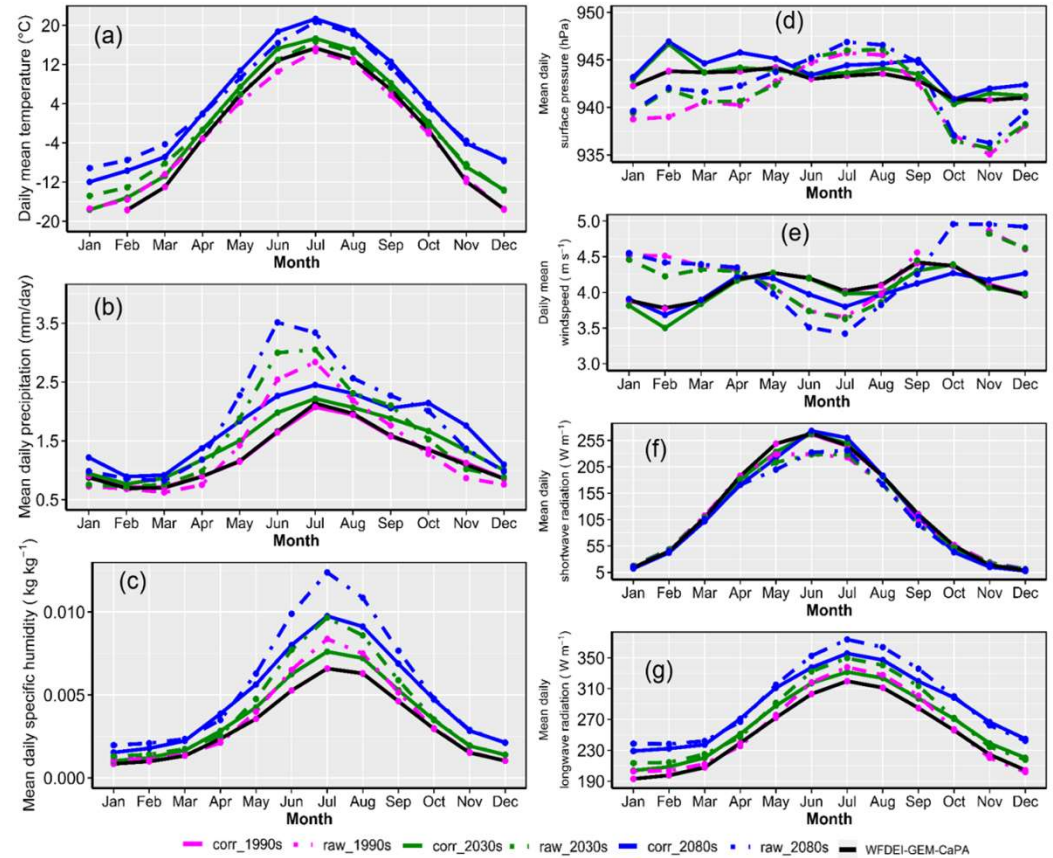 (a)
Daily mean temperature (°C)
20
12
4
-4
-12
-20
Jan Feb Mar Apr May Jun Jul Aug Sep Oct Nov Dec
Month
(b)
Mean daily precipitation (mm/day)
3.5
2.5
1.5
0.5
Jan Feb Mar Apr May Jun Jul Aug Sep Oct Nov Dec
Month
(c)
Mean daily specific humidity ( kg kg⁻¹)
0.010
0.005
0.000
Jan Feb Mar Apr May Jun Jul Aug Sep Oct Nov Dec
Month
(d)
Mean daily
surface pressure (hPa)
950
945
940
935
Jan Feb Mar Apr May Jun Jul Aug Sep Oct Nov Dec
Month
(e)
Daily mean
windspeed ( m s⁻¹)
5.0
4.5
4.0
3.5
3.0
Jan Feb Mar Apr May Jun Jul Aug Sep Oct Nov Dec
Month
(f)
Mean daily
shortwave radiation ( W m⁻¹)
255
205
155
105
55
5
Jan Feb Mar Apr May Jun Jul Aug Sep Oct Nov Dec
Month
(g)
Mean daily
longwave radiation ( W m⁻¹)
350
310
270
230
190
Jan Feb Mar Apr May Jun Jul Aug Sep Oct Nov Dec
Month
corr_1990s raw_1990s corr_2030s raw_2030s corr_2080s raw_2080s WFDEI-GEM-CaPA